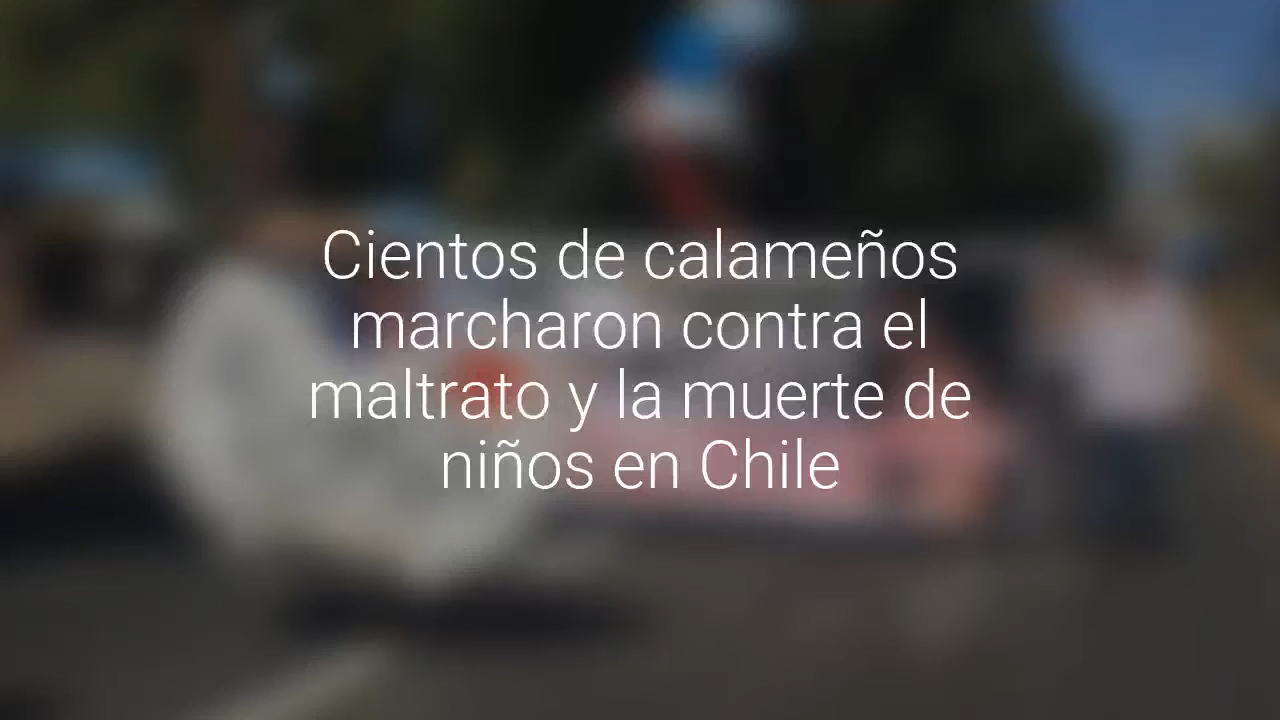 Cientos de calameños
marcharon contra el
maltrato y la muerte de
niños en Chile